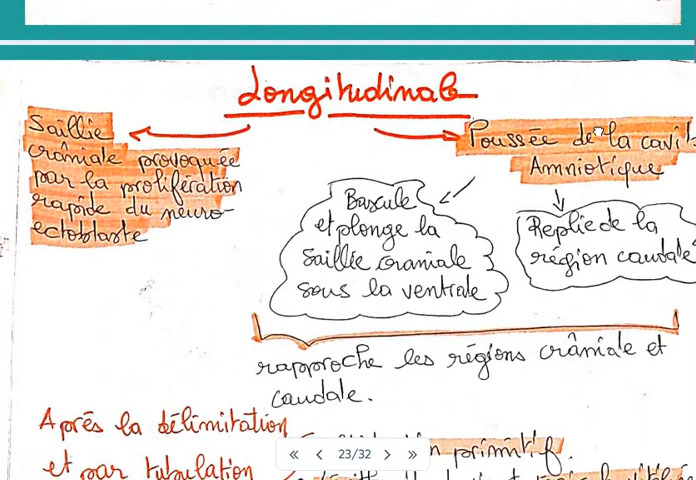 Longitudinale
Saillie
crâniale provoquée
par la prolifération
rapide du neuro-
ectoblaste
Poussée de la
Amniotique
Bascule
et plonge la
Saillie craniale
sous la ventrale
Replie de la
région caudale
rapproche les régions crâniale et
caudale.
Après la délimitation
et par tubulation
primitif.
23/32